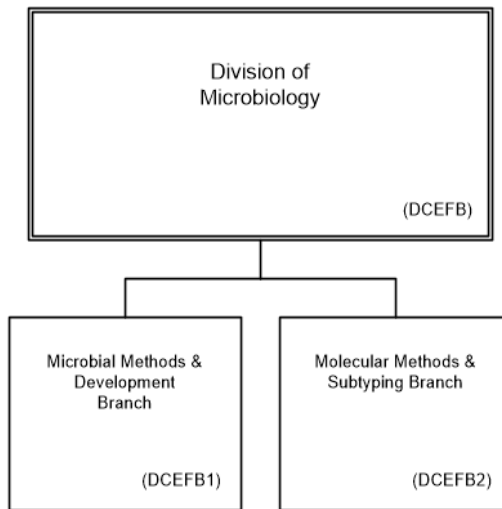 Division of
Microbiology
(DCEFB)
Microbial Methods &
Development
Branch
(DCEFB1)
Molecular Methods &
Subtyping Branch
(DCEFB2)